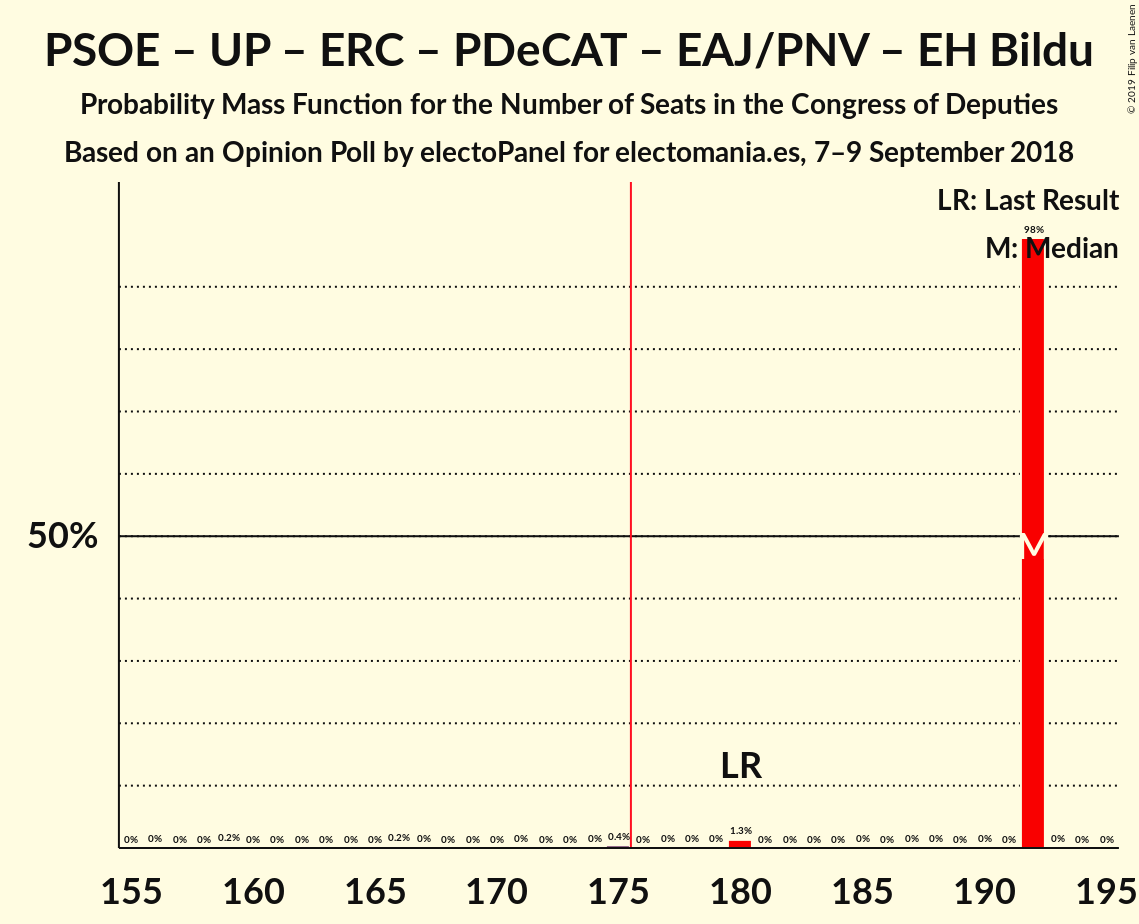 PSOE – UP – ERC – PDeCAT – EAJ/PNV – EH Bildu
Probability Mass Function for the Number of Seats in the Congress of Deputies
Based on an Opinion Poll by electoPanel for electomania.es, 7–9 September 2018
© 2019 Filip van Laenen
LR: Last Result
98%
M: Median
50%
M
LR
0% 0% 0% 0% 0.2% 0% 0% 0% 0% 0% 0% 0.2% 0% 0% 0% 0% 0% 0% 0% 0% 0.4% 0% 0% 0% 0% 1.3% 0% 0% 0% 0% 0% 0% 0% 0% 0% 0% 0% 0% 0% 0%
155 160 165 170 175 180 185 190 195